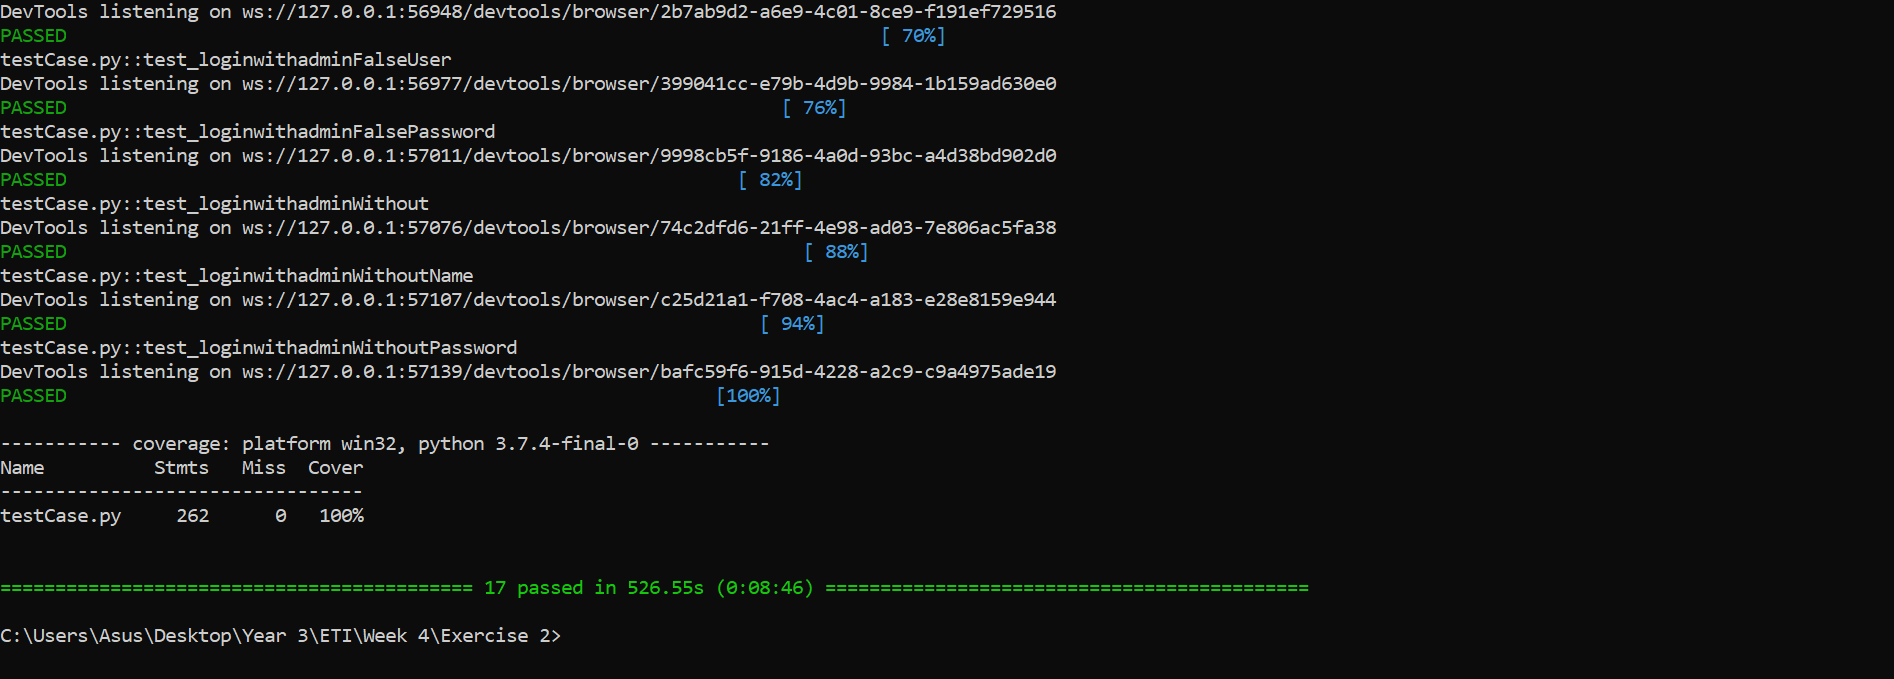 DevTools listening on ws://127.0.0.1:56948/devtools/browser/2b7ab9d2-a6e9-4c01-8ce9-f191ef729516
PASSED [ 70%]
testCase.py::test_loginwithadminFalseUser
DevTools listening on ws://127.0.0.1:56977/devtools/browser/399041cc-e79b-4d9b-9984-1b159ad630e0
PASSED [ 76%]
testCase.py::test_loginwithadminFalsePassword
DevTools listening on ws://127.0.0.1:57011/devtools/browser/9998cb5f-9186-4a0d-93bc-a4d38bd902d0
PASSED [ 82%]
testCase.py::test_loginwithadminWithout
DevTools listening on ws://127.0.0.1:57076/devtools/browser/74c2dfd6-21ff-4e98-ad03-7e806ac5fa38
PASSED [ 88%]
testCase.py::test_loginwithadminWithoutName
DevTools listening on ws://127.0.0.1:57107/devtools/browser/c25d21a1-f708-4ac4-a183-e28e8159e944
PASSED [ 94%]
testCase.py::test_loginwithadminWithoutPassword
DevTools listening on ws://127.0.0.1:57139/devtools/browser/bafc59f6-915d-4228-a2c9-c9a4975ade19
PASSED [100%]
----------- coverage: platform win32, python 3.7.4-final-0 -----------
Name          Stmts   Miss  Cover
---------------------------------
testCase.py     262      0   100%
=========================================== 17 passed in 526.55s (0:08:46) ============================================
C:\Users\Asus\Desktop\Year 3\ETI\Week 4\Exercise 2>